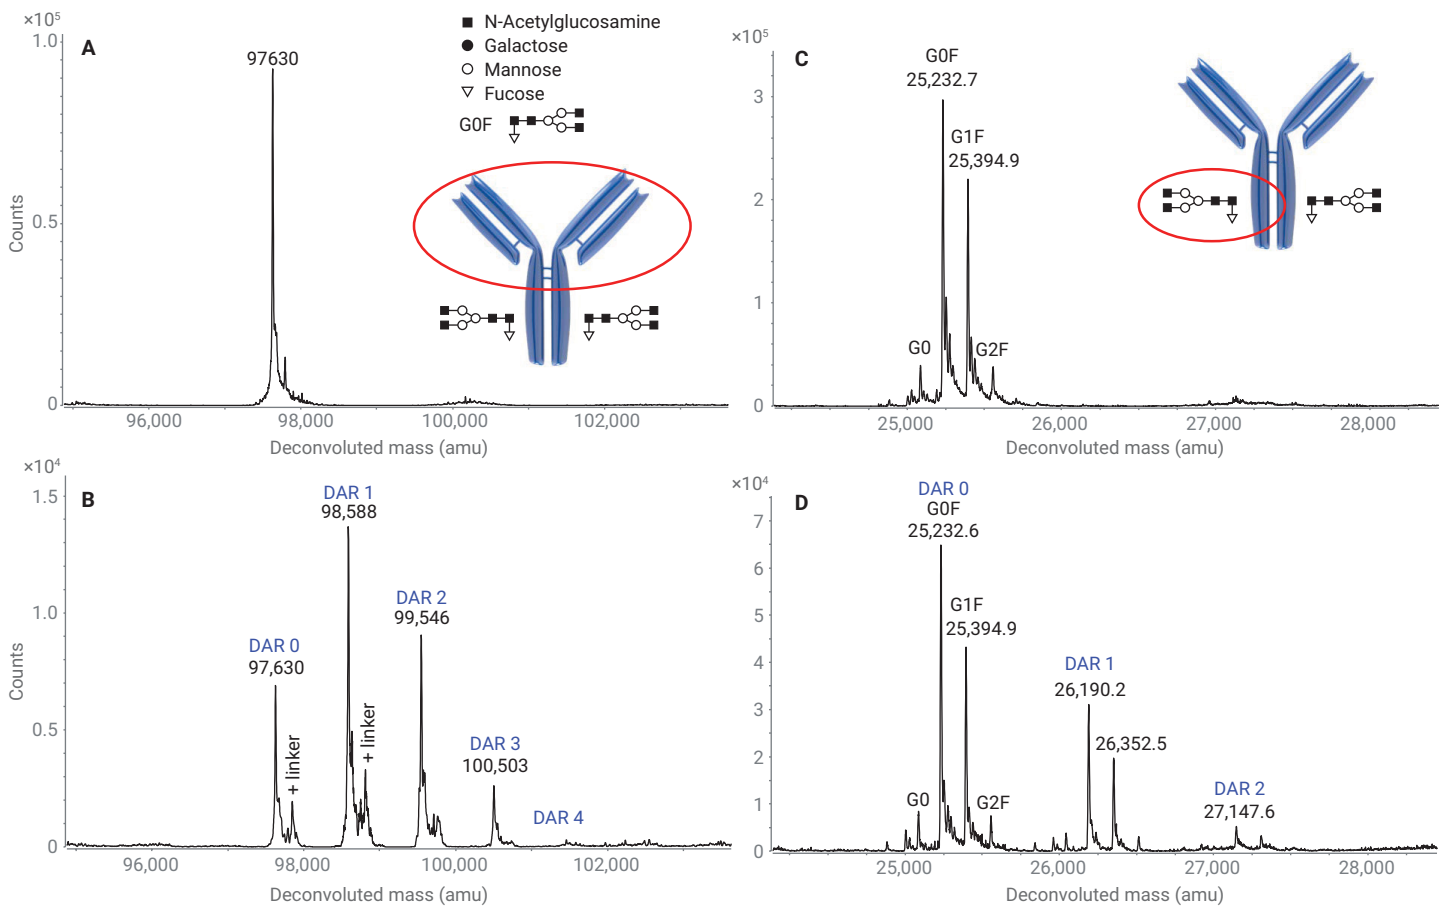 ×10⁵
1.0
0.5
0
Counts
A
97630
N-Acetylglucosamine
Galactose
Mannose
Fucose
G0F
96,000
98,000
100,000
102,000
Deconvoluted mass (amu)
×10⁵
3
2
1
0
C
G0F
25,232.7
G1F
25,394.9
G0
G2F
25,000
26,000
27,000
28,000
Deconvoluted mass (amu)
×10⁴
1.5
1.0
0.5
0
Counts
B
DAR 0
97,630
+ linker
DAR 1
98,588
+ linker
DAR 2
99,546
DAR 3
100,503
DAR 4
96,000
98,000
100,000
102,000
Deconvoluted mass (amu)
×10⁴
7
6
5
4
3
2
1
0
D
DAR 0
G0F
25,232.6
G1F
25,394.9
G0
G2F
DAR 1
26,190.2
26,352.5
DAR 2
27,147.6
25,000
26,000
27,000
28,000
Deconvoluted mass (amu)